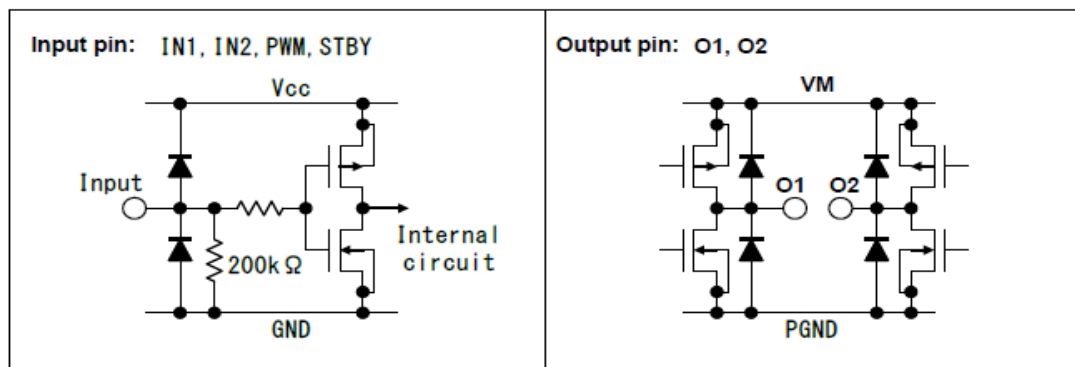 Input pin: IN1, IN2, PWM, STBY
Vcc
Input
200kΩ
Internal
circuit
GND
Output pin: O1, O2
VM
O1 O2
PGND